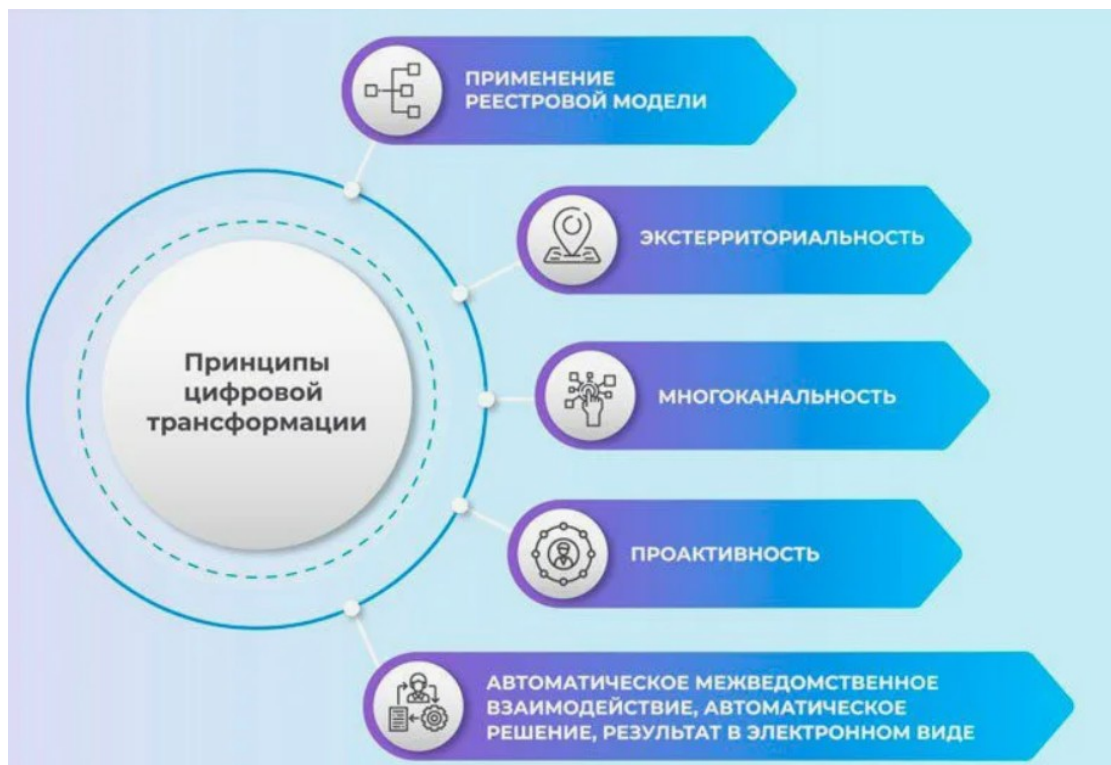 ПРИМЕНЕНИЕ
РЕЕСТРОВОЙ МОДЕЛИ
ЭКСТЕРРИТОРИАЛЬНОСТЬ
Принципы
цифровой
трансформации
МНОГОКАНАЛЬНОСТЬ
ПРОАКТИВНОСТЬ
АВТОМАТИЧЕСКОЕ МЕЖВЕДОМСТВЕННОЕ
ВЗАИМОДЕЙСТВИЕ, АВТОМАТИЧЕСКОЕ
РЕШЕНИЕ, РЕЗУЛЬТАТ В ЭЛЕКТРОННОМ ВИДЕ